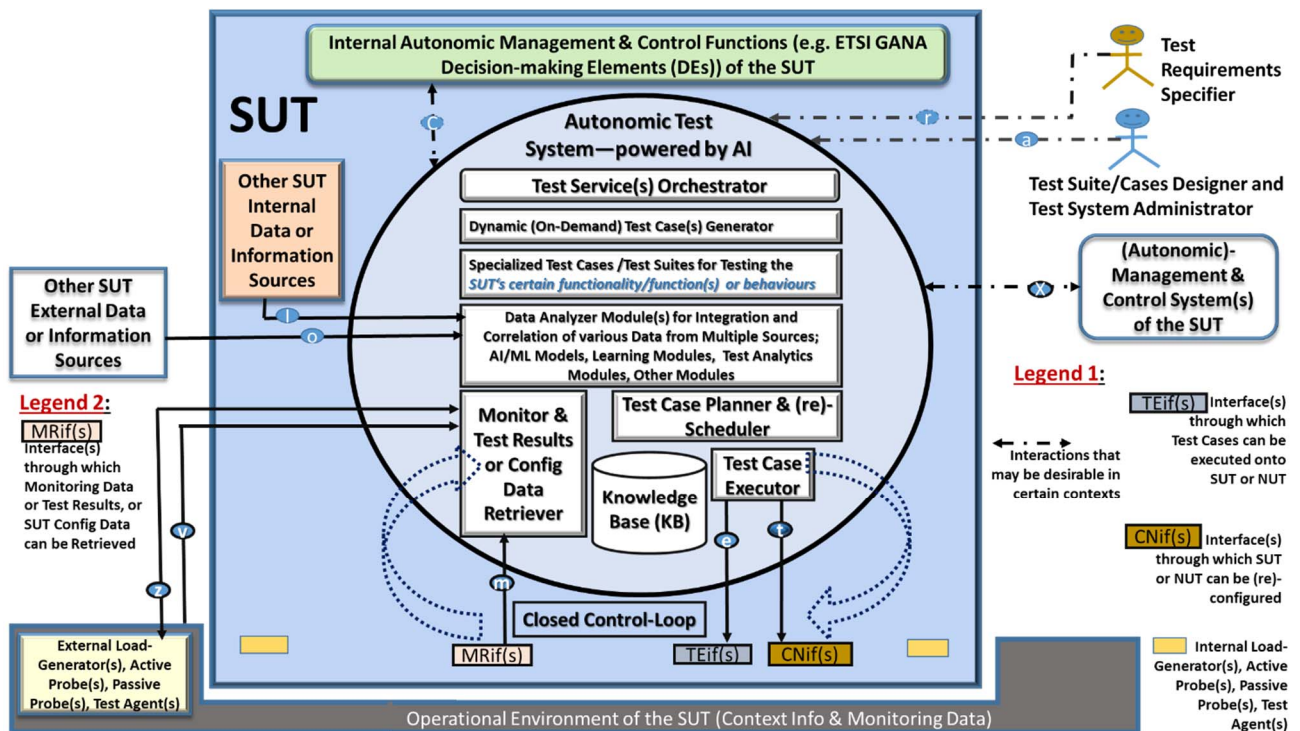 Internal Autonomic Management & Control Functions (e.g. ETSI GANA
Decision-making Elements (DEs)) of the SUT
SUT
C
r
a
Test
Requirements
Specifier
Test Suite/Cases Designer and
Test System Administrator
Autonomic Test
System—powered by AI
Test Service(s) Orchestrator
Dynamic (On-Demand) Test Case(s) Generator
Specialized Test Cases /Test Suites for Testing the
SUT's certain functionality/function(s) or behaviours
Data Analyzer Module(s) for Integration and
Correlation of various Data from Multiple Sources;
AI/ML Models, Learning Modules, Test Analytics
Modules, Other Modules
Monitor &
Test Results
or Config
Data
Retriever
Test Case Planner & (re)-
Scheduler
Knowledge
Base (KB)
Test Case
Executor
Other SUT
Internal
Data or
Information
Sources
Other SUT
External Data
or Information
Sources
l
o
x
(Autonomic)-
Management &
Control System(s)
of the SUT
Legend 2:
MRif(s)
Interface(s)
through which
Monitoring Data
or Test Results, or
SUT Config Data
can be Retrieved
v
z
m
e
t
Closed Control-Loop
MRif(s)
TEif(s)
CNif(s)
External Load-
Generator(s), Active
Probe(s), Passive
Probe(s), Test Agent(s)
Operational Environment of the SUT (Context Info & Monitoring Data)
Legend 1:
Interactions that
may be desirable in
certain contexts
TEif(s) Interface(s)
through which
Test Cases can be
executed onto
SUT or NUT
CNif(s) Interface(s)
through which SUT
or NUT can be (re)-
configured
Internal Load-
Generator(s), Active
Probe(s), Passive
Probe(s), Test
Agent(s)